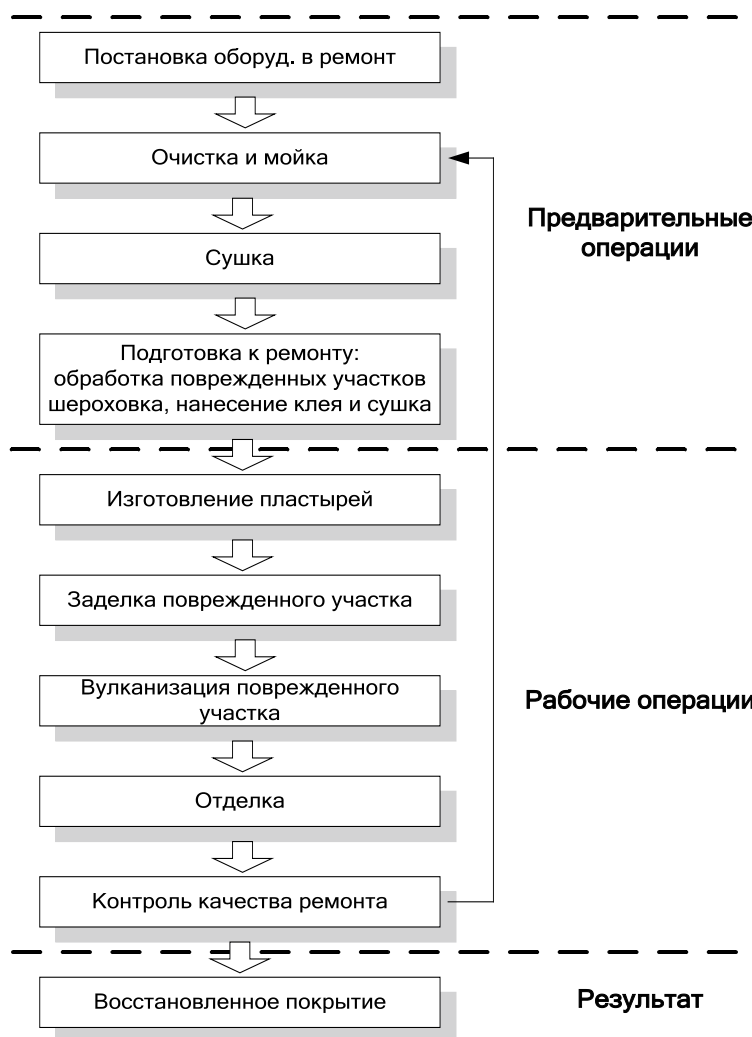 Постановка оборуд. в ремонт
Очистка и мойка
Предварительные
операции
Сушка
Подготовка к ремонту:
обработка поврежденных участков
шероховка, нанесение клея и сушка
Изготовление пластырей
Заделка поврежденного участка
Вулканизация поврежденного
участка
Рабочие операции
Отделка
Контроль качества ремонта
Восстановленное покрытие
Результат